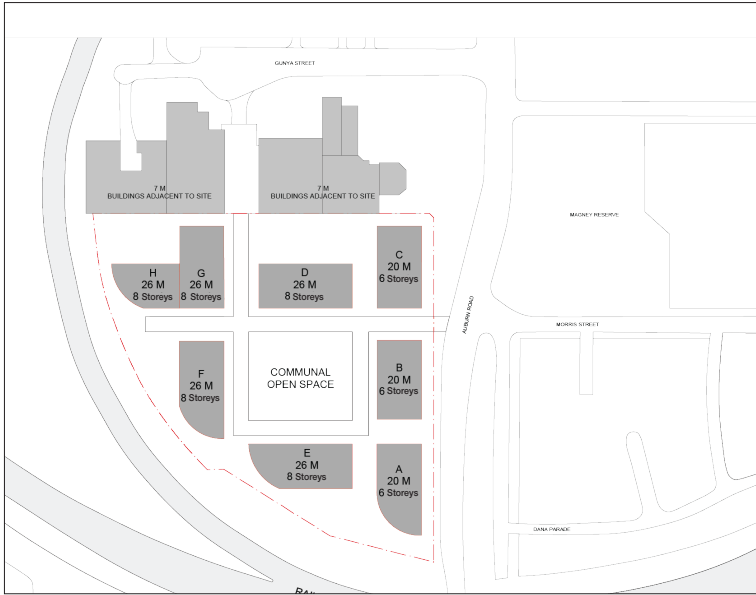 GUNYA STREET
7 M
BUILDINGS ADJACENT TO SITE
7 M
BUILDINGS ADJACENT TO SITE
MAGNEY RESERVE
C
20 M
6 Storeys
H
26 M
8 Storeys
G
26 M
8 Storeys
D
26 M
8 Storeys
AUBURN ROAD
MORRIS STREET
F
26 M
8 Storeys
COMMUNAL
OPEN SPACE
B
20 M
6 Storeys
E
26 M
8 Storeys
A
20 M
6 Storeys
DANA PARADE